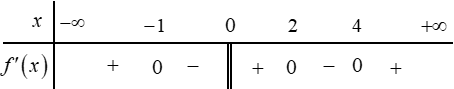 x −∞ −1 0 2 4 +∞
f′(x) + 0 − + 0 − 0 +